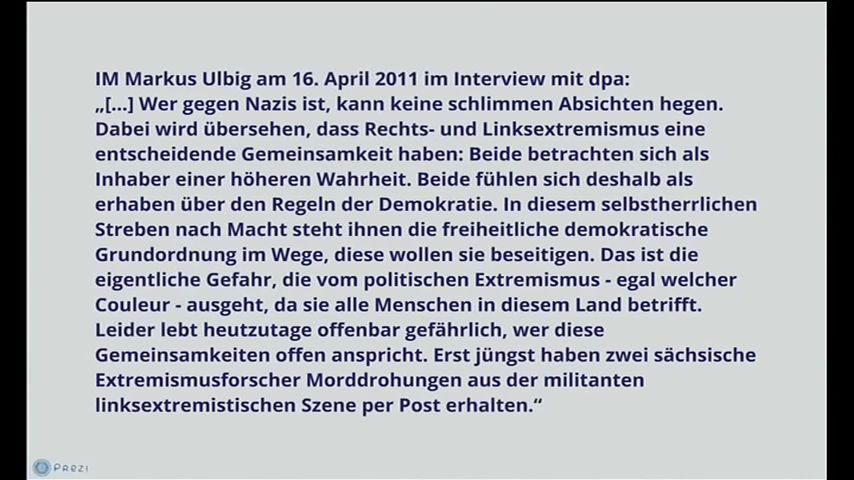 IM Markus Ulbig am 16. April 2011 im Interview mit dpa:
„[...] Wer gegen Nazis ist, kann keine schlimmen Absichten hegen.
Dabei wird übersehen, dass Rechts- und Linksextremismus eine
entscheidende Gemeinsamkeit haben: Beide betrachten sich als
Inhaber einer höheren Wahrheit. Beide fühlen sich deshalb als
erhaben über den Regeln der Demokratie. In diesem selbstherrlichen
Streben nach Macht steht ihnen die freiheitliche demokratische
Grundordnung im Wege, diese wollen sie beseitigen. Das ist die
eigentliche Gefahr, die vom politischen Extremismus - egal welcher
Couleur - ausgeht, da sie alle Menschen in diesem Land betrifft.
Leider lebt heutzutage offenbar gefährlich, wer diese
Gemeinsamkeiten offen anspricht. Erst jüngst haben zwei sächsische
Extremismusforscher Morddrohungen aus der militanten
linksextremistischen Szene per Post erhalten.“
PREZI